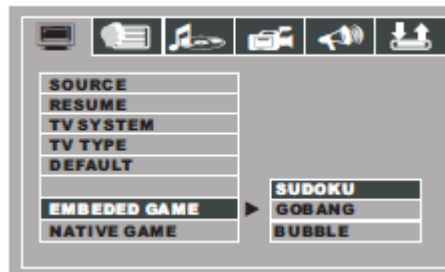 SOURCE
RESUME
TV SYSTEM
TV TYPE
DEFAULT
SUDOKU
EMBEDED GAME
GOBANG
NATIVE GAME
BUBBLE